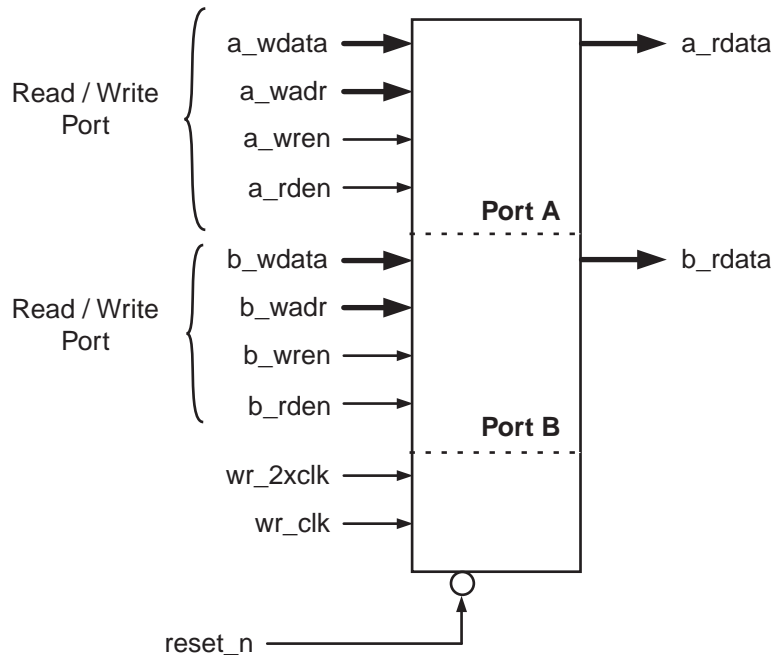 a_wdata
a_rdata
Read / Write
Port
a_wadr
a_wren
a_rden
Port A
b_wdata
b_rdata
Read / Write
Port
b_wadr
b_wren
b_rden
Port B
wr_2xclk
wr_clk
reset_n